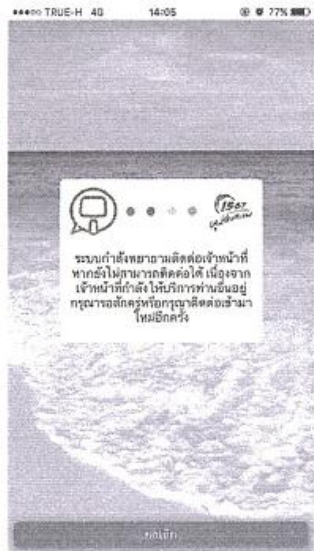 TRUE-H 4G 14:05 77%
1567
ระบบกำลังพยายามติดต่อเจ้าหน้าที่
หากยังไม่สามารถติดต่อได้ เนื่องจาก
เจ้าหน้าที่กำลังให้บริการท่านอื่นอยู่
กรุณารอสักครู่หรือกรุณาติดต่อเข้ามา
ใหม่อีกครั้ง
ยกเลิก